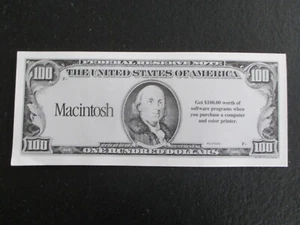 FEDERAL RESERVE NOTE
100 THE UNITED STATES OF AMERICA 100
Macintosh
Get $100.00 worth of
software programs when
you purchase a computer
and color printer.
100 ONE HUNDRED DOLLARS 100